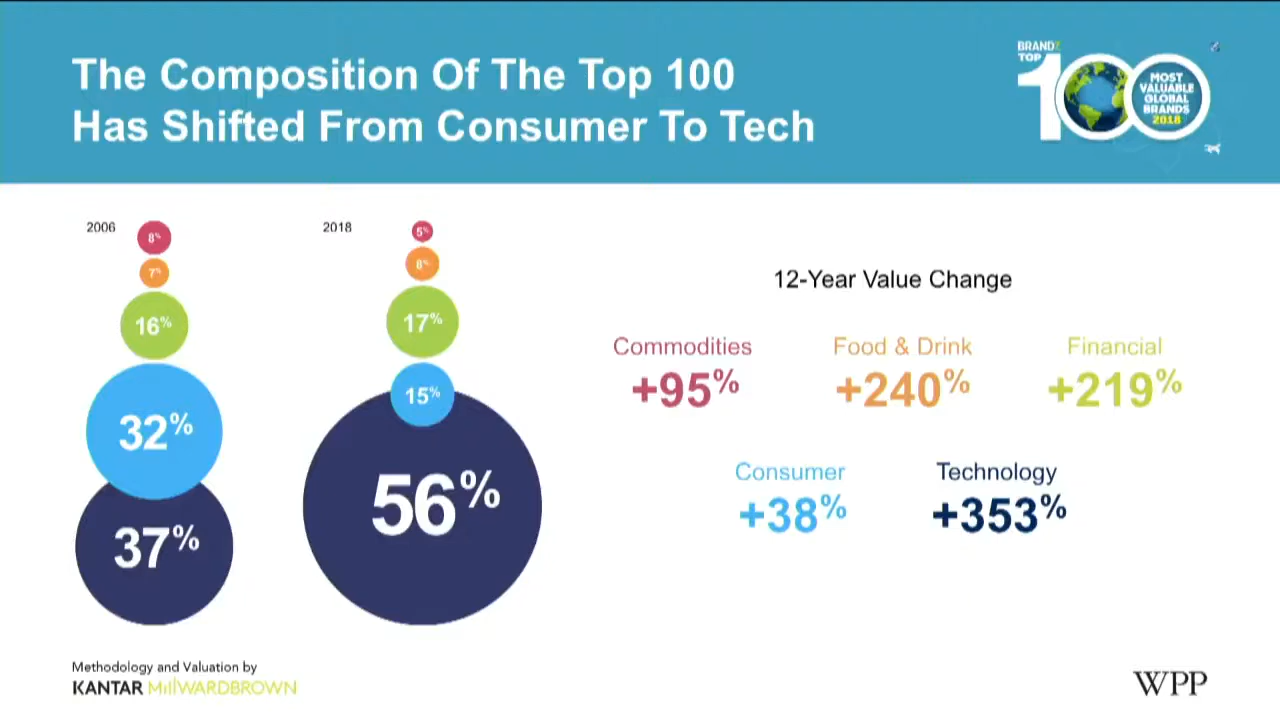 The Composition Of The Top 100
Has Shifted From Consumer To Tech
BRANDZ
TOP
100
MOST
VALUABLE
GLOBAL
BRANDS
2018
2006
8%
7%
16%
32%
37%
2018
5%
8%
17%
15%
56%
12-Year Value Change
Commodities
+95%
Food & Drink
+240%
Financial
+219%
Consumer
+38%
Technology
+353%
Methodology and Valuation by
KANTAR MillWARDBROWN
WPP